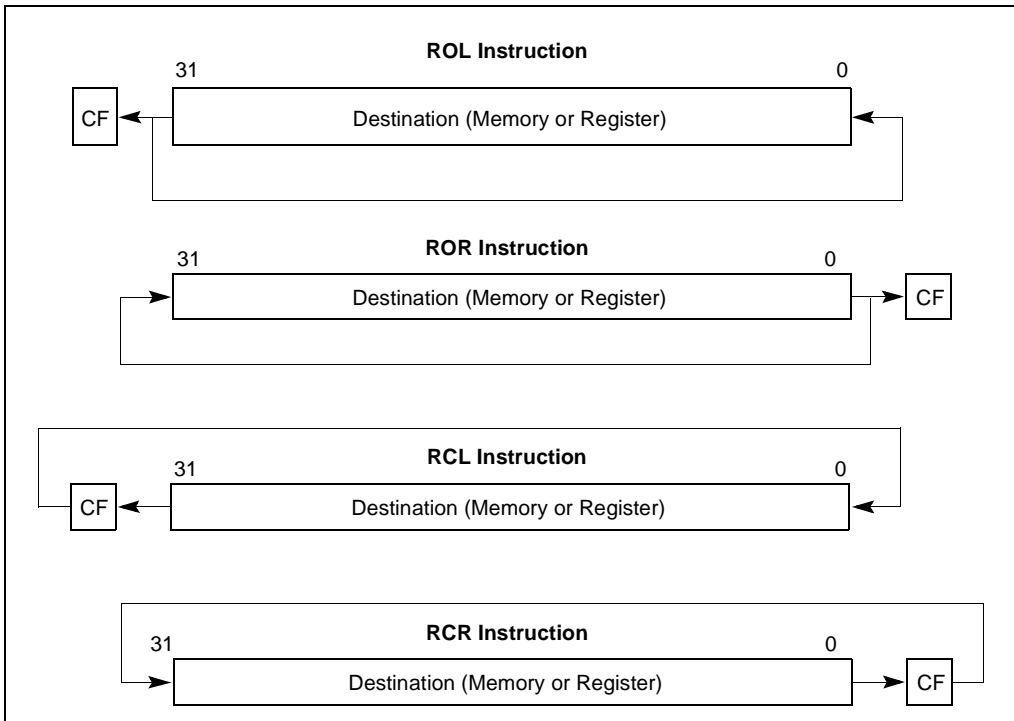 ROL Instruction
31 0
CF Destination (Memory or Register)
ROR Instruction
31 0
Destination (Memory or Register) CF
RCL Instruction
31 0
CF Destination (Memory or Register)
RCR Instruction
31 0
Destination (Memory or Register) CF